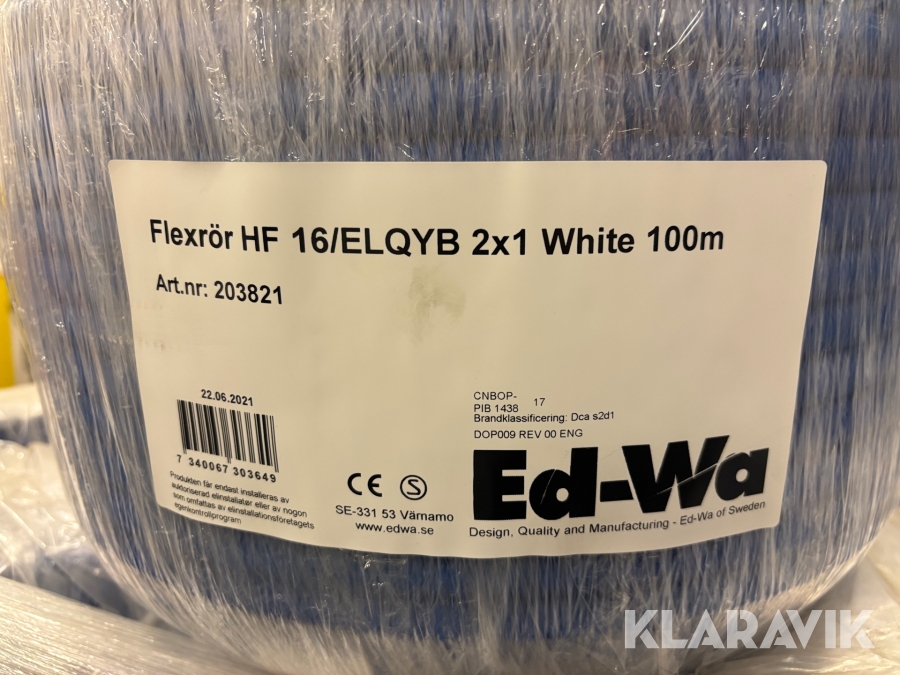 Flexrör HF 16/ELQYB 2x1 White 100m
Art.nr: 203821
22.06.2021
7 340067 303649
Produkten får endast installeras av
auktoriserad elinstallatör eller av någon
som omfattas av elinstallationsföretagets
egenkontrollprogram
CE S
SE-331 53 Värnamo
www.edwa.se
CNBOP-
PIB 1438 17
Brandklassificering: Dca s2d1
DOP009 REV 00 ENG
Ed-Wa
Design, Quality and Manufacturing - Ed-Wa of Sweden
KLARAVIK